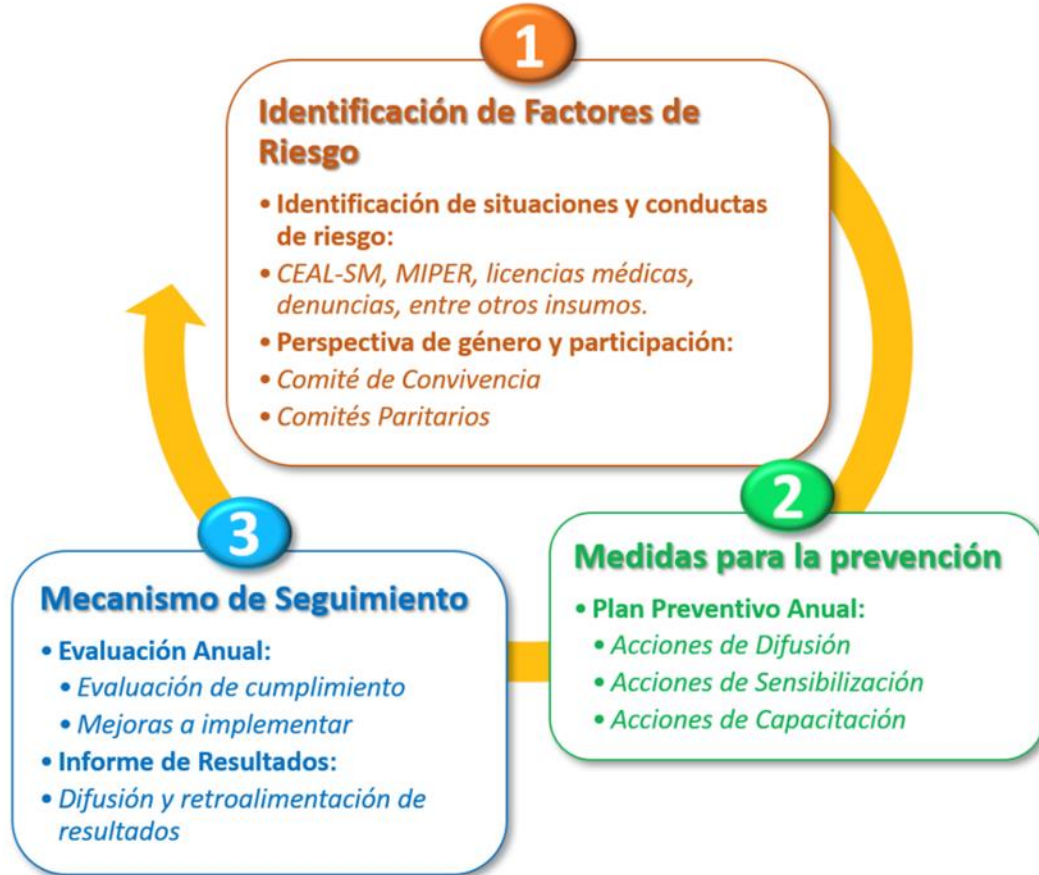 1
Identificación de Factores de
Riesgo
• Identificación de situaciones y conductas
de riesgo:
• CEAL-SM, MIPER, licencias médicas,
denuncias, entre otros insumos.
• Perspectiva de género y participación:
• Comité de Convivencia
• Comités Paritarios
2
Medidas para la prevención
• Plan Preventivo Anual:
• Acciones de Difusión
• Acciones de Sensibilización
• Acciones de Capacitación
3
Mecanismo de Seguimiento
• Evaluación Anual:
• Evaluación de cumplimiento
• Mejoras a implementar
• Informe de Resultados:
• Difusión y retroalimentación de
resultados